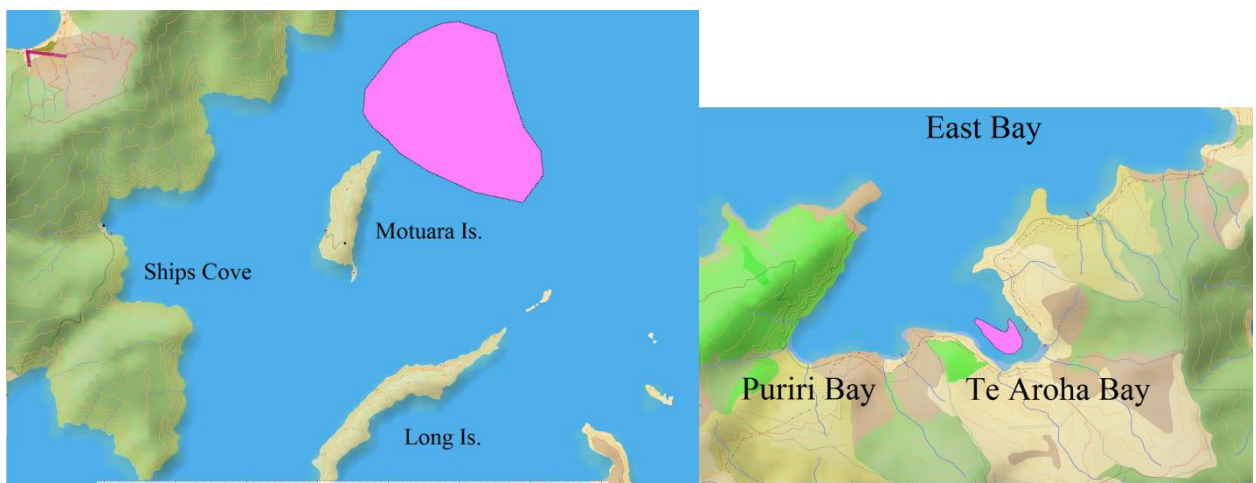 Motuara Is.
Ships Cove
Long Is.
East Bay
Puriri Bay
Te Aroha Bay